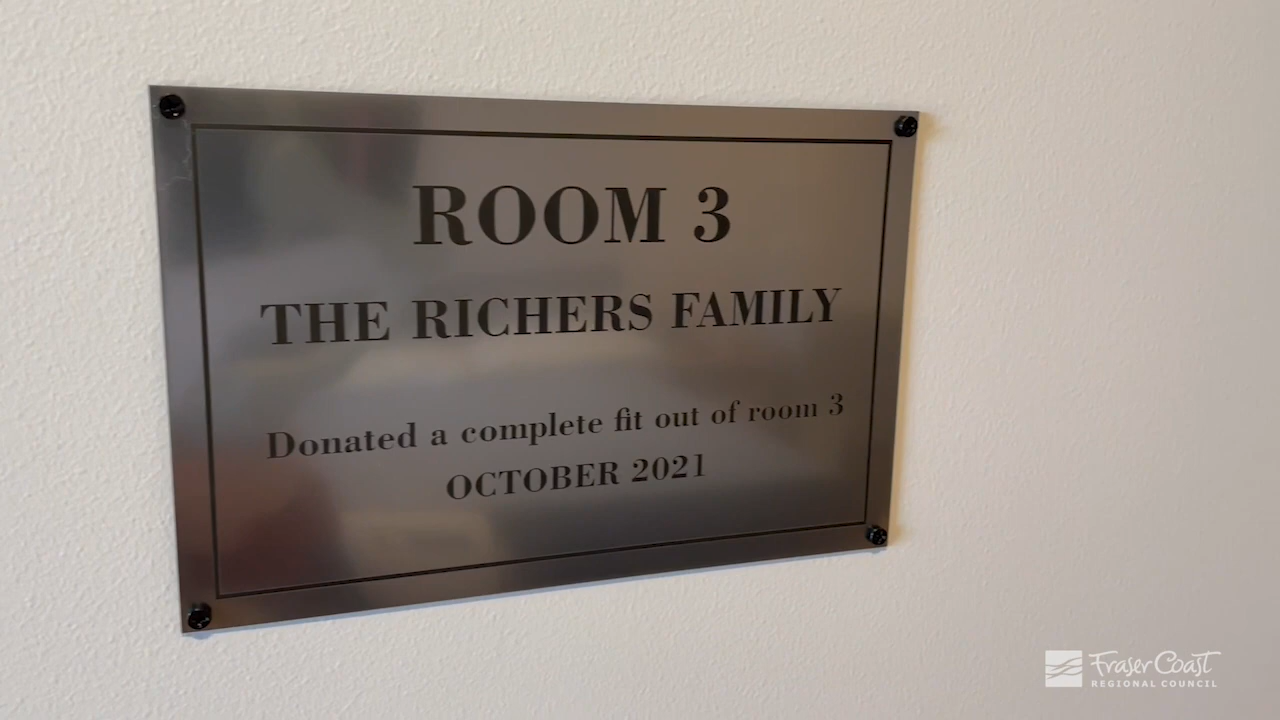 ROOM 3
THE RICHERS FAMILY
Donated a complete fit out of room 3
OCTOBER 2021
Fraser Coast
REGIONAL COUNCIL